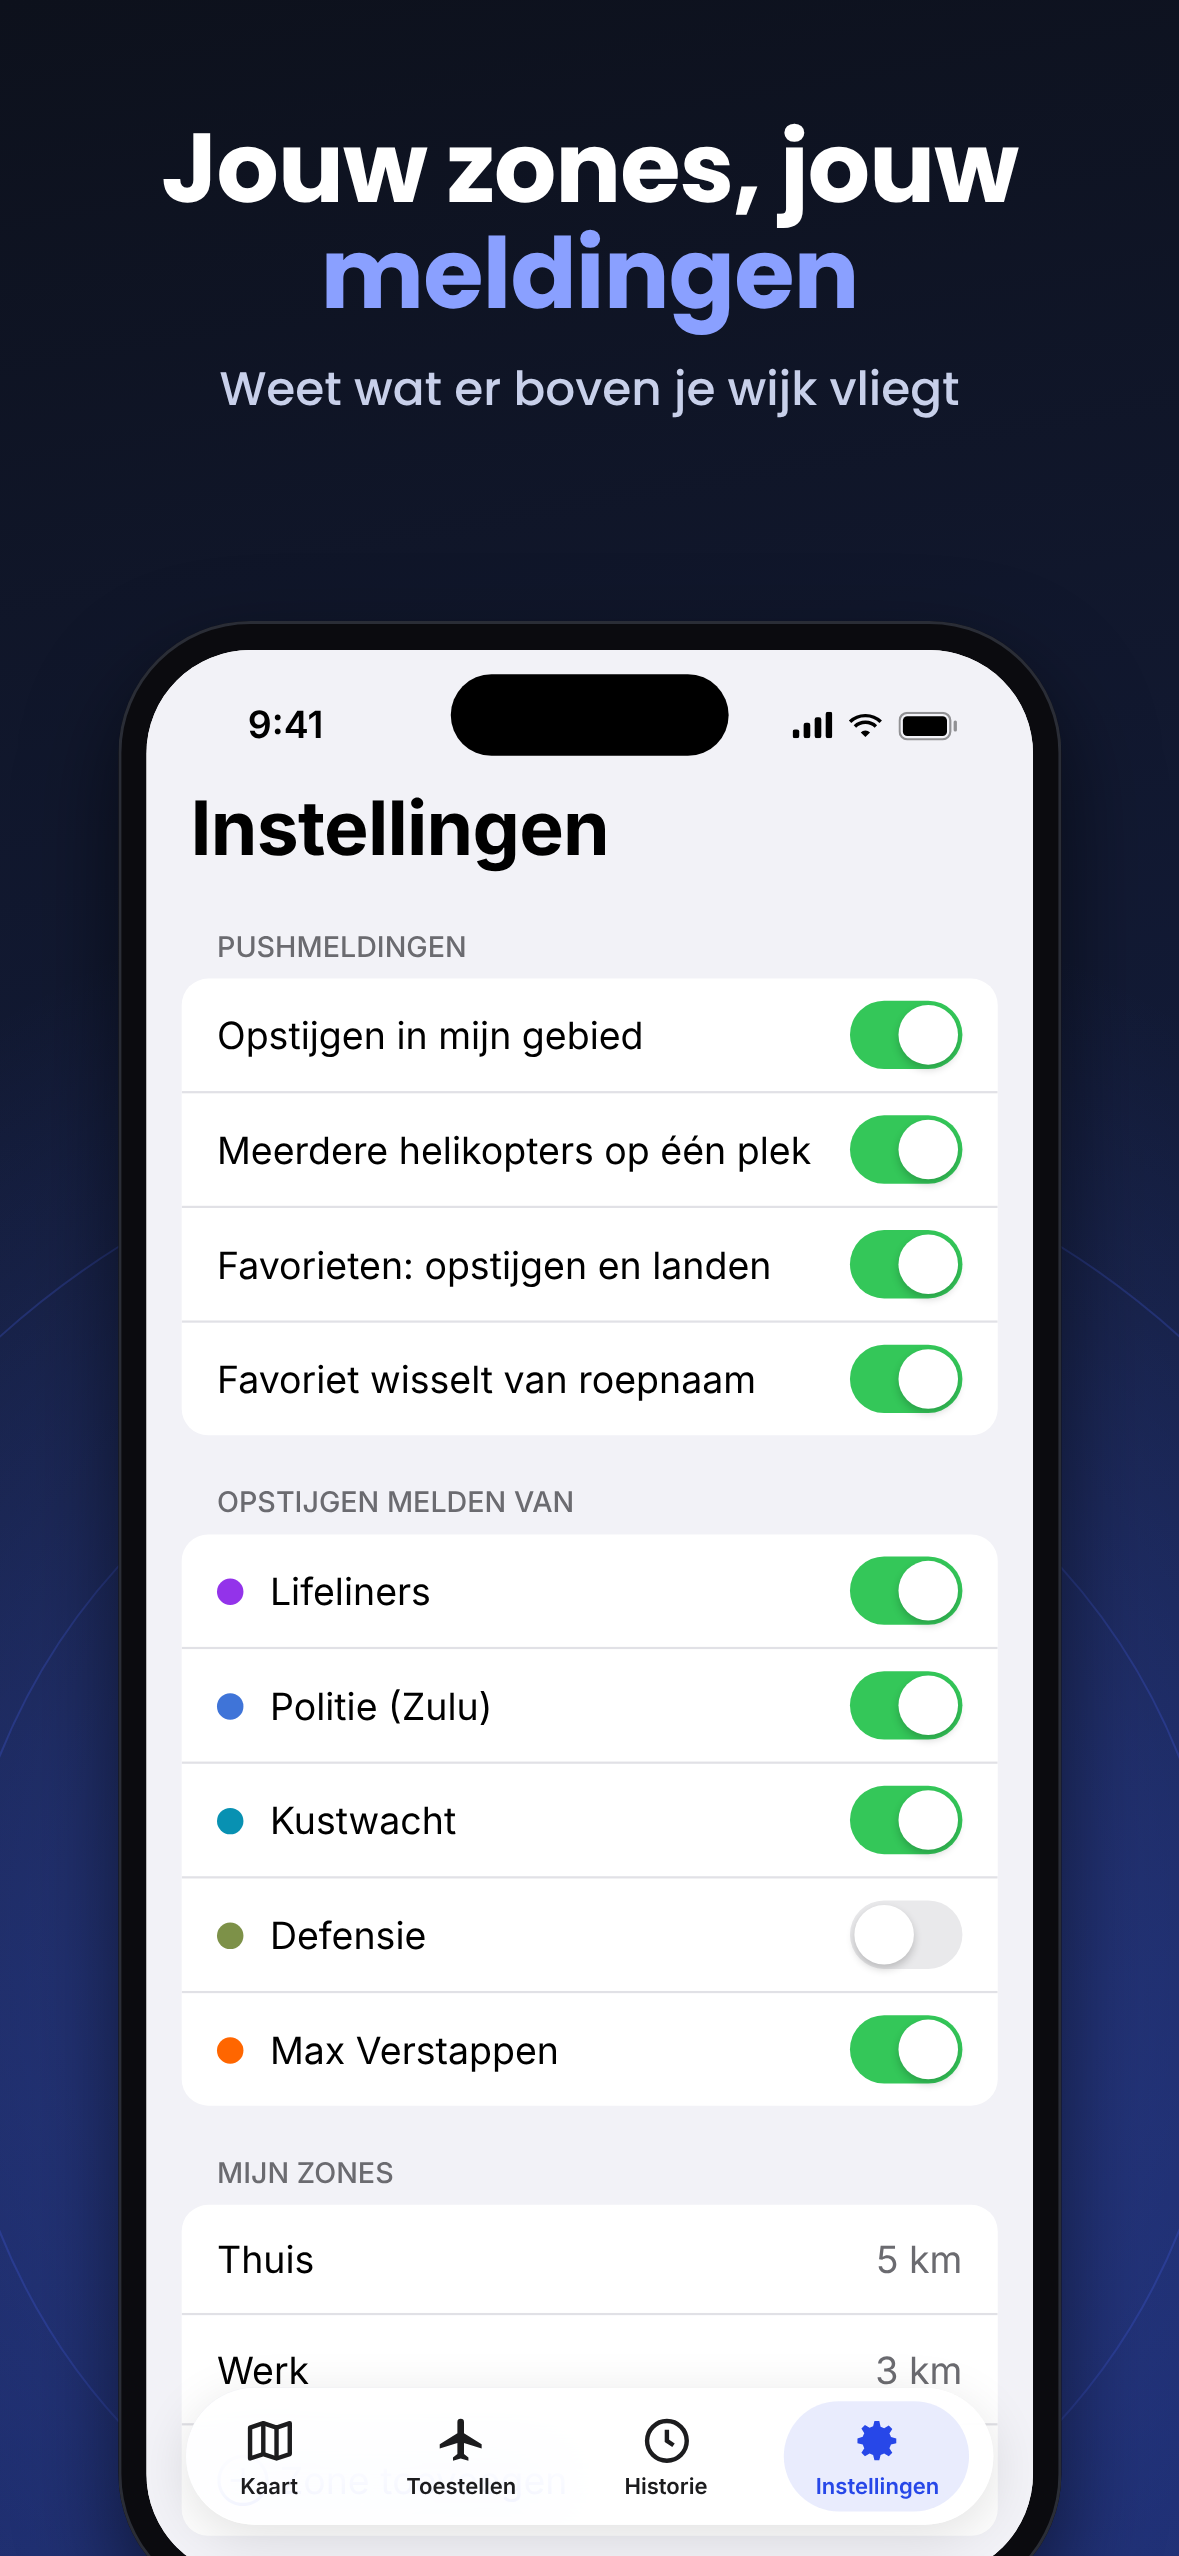 Jouw zones, jouw
meldingen
Weet wat er boven je wijk vliegt
9:41
Instellingen
PUSHMELDINGEN
Opstijgen in mijn gebied
Meerdere helikopters op één plek
Favorieten: opstijgen en landen
Favoriet wisselt van roepnaam
OPSTIJGEN MELDEN VAN
Lifeliners
Politie (Zulu)
Kustwacht
Defensie
Max Verstappen
MIJN ZONES
Thuis 5 km
Werk 3 km
Kaart Toestellen Historie Instellingen